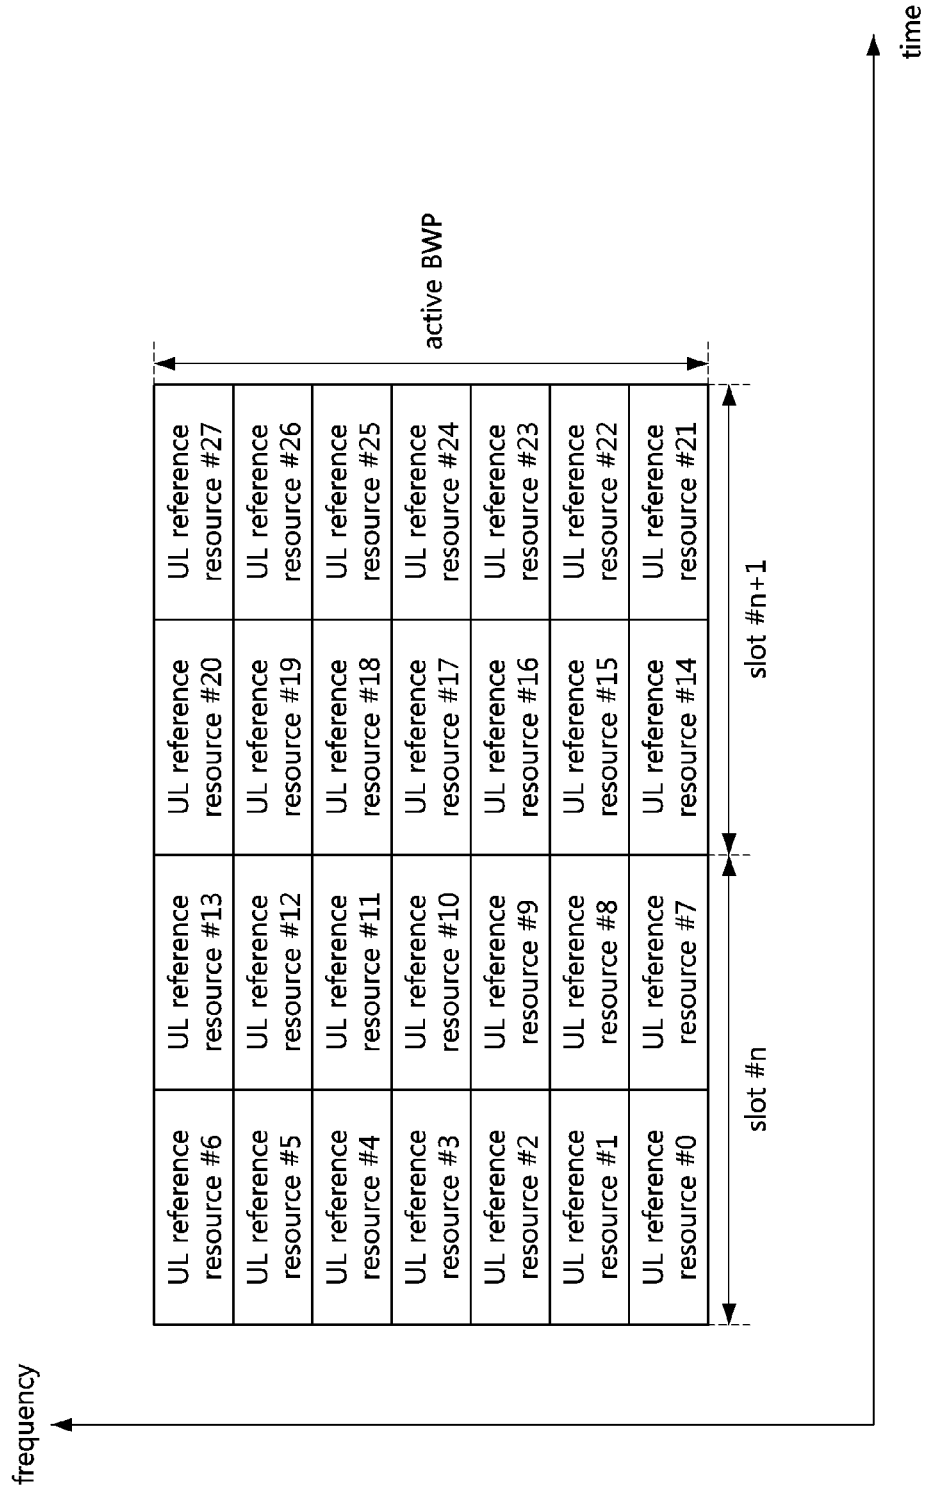 frequency
UL reference
resource #6
UL reference
resource #13
UL reference
resource #20
UL reference
resource #27
UL reference
resource #5
UL reference
resource #12
UL reference
resource #19
UL reference
resource #26
UL reference
resource #4
UL reference
resource #11
UL reference
resource #18
UL reference
resource #25
UL reference
resource #3
UL reference
resource #10
UL reference
resource #17
UL reference
resource #24
active BWP
UL reference
resource #2
UL reference
resource #9
UL reference
resource #16
UL reference
resource #23
UL reference
resource #1
UL reference
resource #8
UL reference
resource #15
UL reference
resource #22
UL reference
resource #0
UL reference
resource #7
UL reference
resource #14
UL reference
resource #21
slot #n
slot #n+1
time